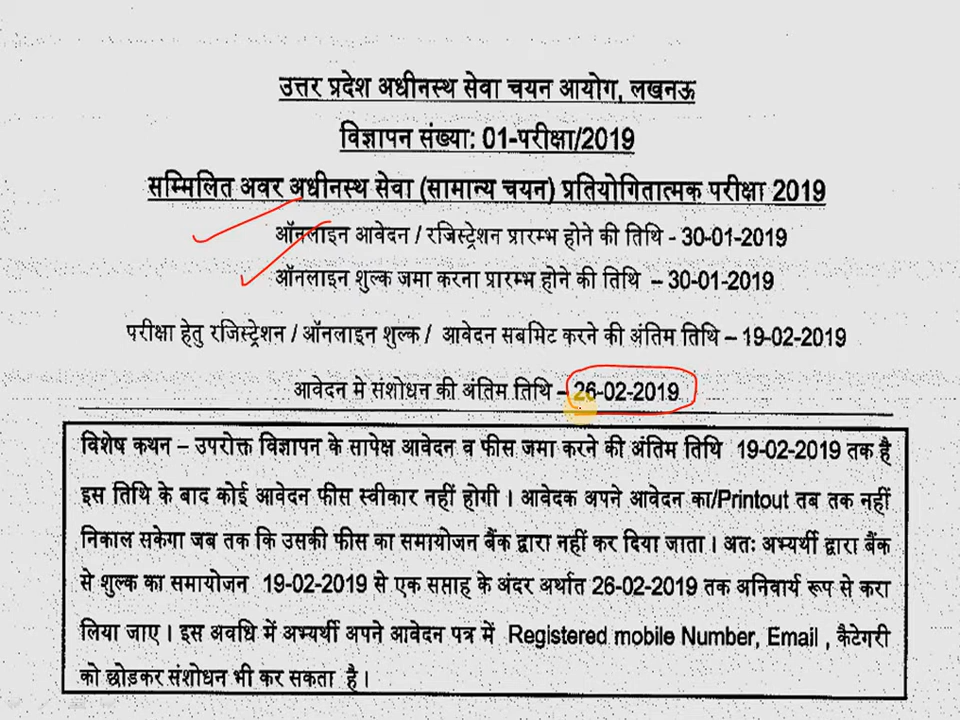 उत्तर प्रदेश अधीनस्थ सेवा चयन आयोग, लखनऊ
विज्ञापन संख्या: 01-परीक्षा/2019
सम्मिलित अवर अधीनस्थ सेवा (सामान्य चयन) प्रतियोगितात्मक परीक्षा 2019
ऑनलाइन आवेदन / रजिस्ट्रेशन प्रारम्भ होने की तिथि - 30-01-2019
ऑनलाइन शुल्क जमा करना प्रारम्भ होने की तिथि – 30-01-2019
परीक्षा हेतु रजिस्ट्रेशन / ऑनलाइन शुल्क / आवेदन सबमिट करने की अंतिम तिथि – 19-02-2019
आवेदन मे संशोधन की अंतिम तिथि – 26-02-2019
विशेष कथन – उपरोक्त विज्ञापन के सापेक्ष आवेदन व फीस जमा करने की अंतिम तिथि 19-02-2019 तक है
इस तिथि के बाद कोई आवेदन फीस स्वीकार नहीं होगी । आवेदक अपने आवेदन का/Printout तब तक नहीं
निकाल सकेगा जब तक कि उसकी फीस का समायोजन बैंक द्वारा नहीं कर दिया जाता । अतः अभ्यर्थी द्वारा बैंक
से शुल्क का समायोजन 19-02-2019 से एक सप्ताह के अंदर अर्थात 26-02-2019 तक अनिवार्य रूप से करा
लिया जाए । इस अवधि में अभ्यर्थी अपने आवेदन पत्र में Registered mobile Number, Email , कैटेगरी
को छोड़कर संशोधन भी कर सकता है ।